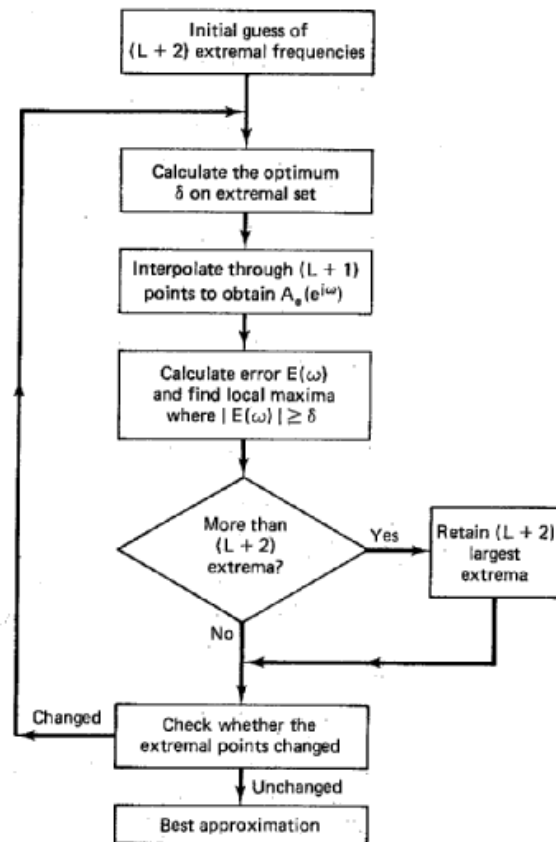 Initial guess of
(L + 2) extremal frequencies
Calculate the optimum
δ on extremal set
Interpolate through (L + 1)
points to obtain Aₑ(e^{jω})
Calculate error E(ω)
and find local maxima
where | E(ω) | ≥ δ
More than
(L + 2)
extrema?
Yes
Retain (L + 2)
largest
extrema
No
Changed
Check whether the
extremal points changed
Unchanged
Best approximation